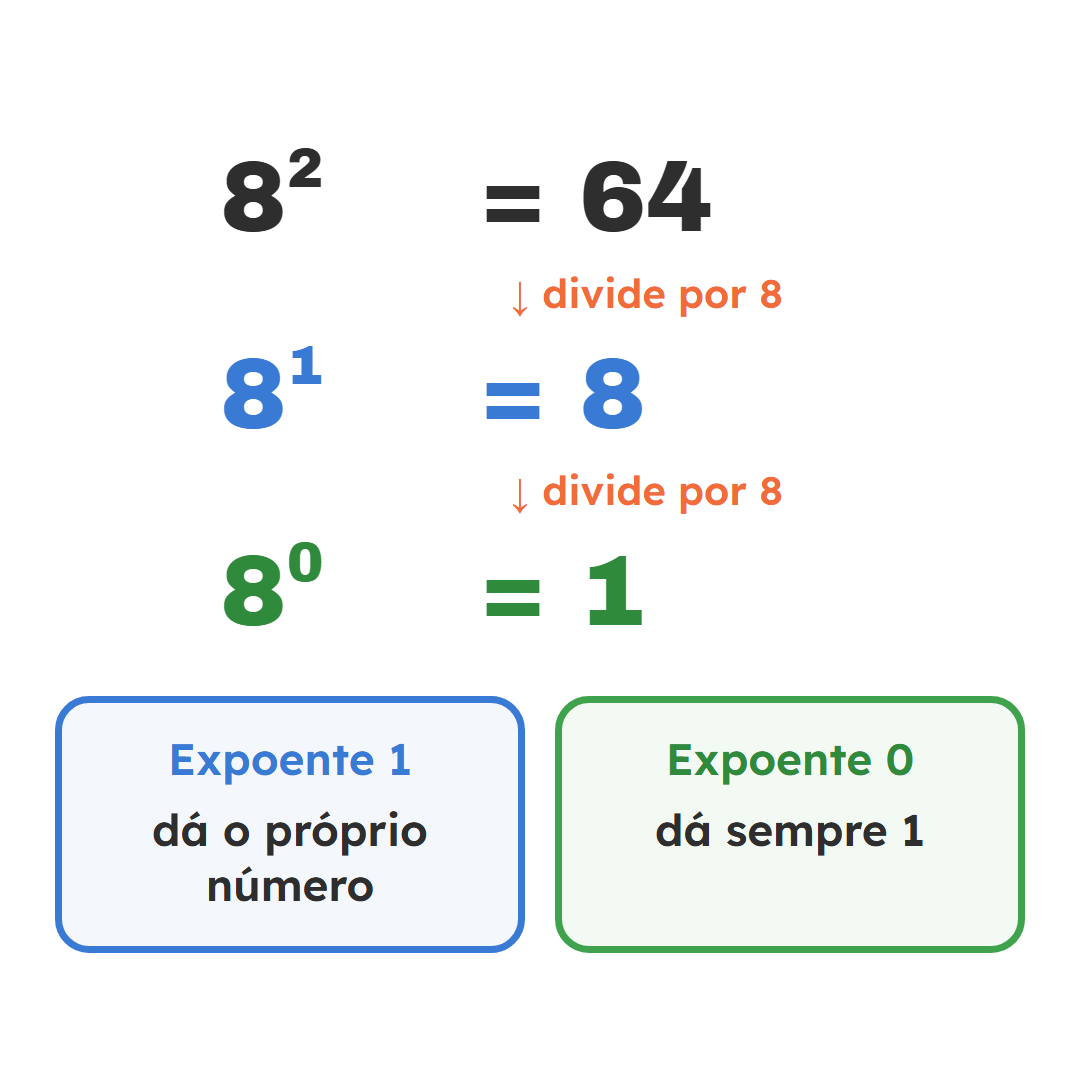 8² = 64
↓ divide por 8
8¹ = 8
↓ divide por 8
8⁰ = 1
Expoente 1
dá o próprio
número
Expoente 0
dá sempre 1